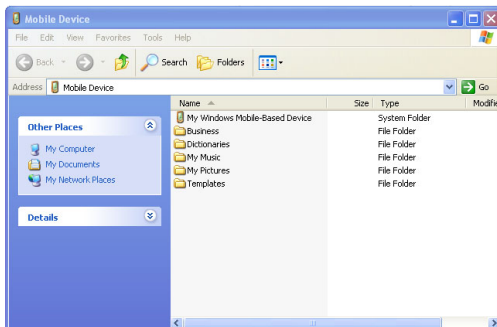 Mobile Device
File Edit View Favorites Tools Help
Back Search Folders
Address Mobile Device Go
Name Size Type Modifie
My Windows Mobile-Based Device System Folder
Business File Folder
Dictionaries File Folder
My Music File Folder
My Pictures File Folder
Templates File Folder
Other Places
My Computer
My Documents
My Network Places
Details